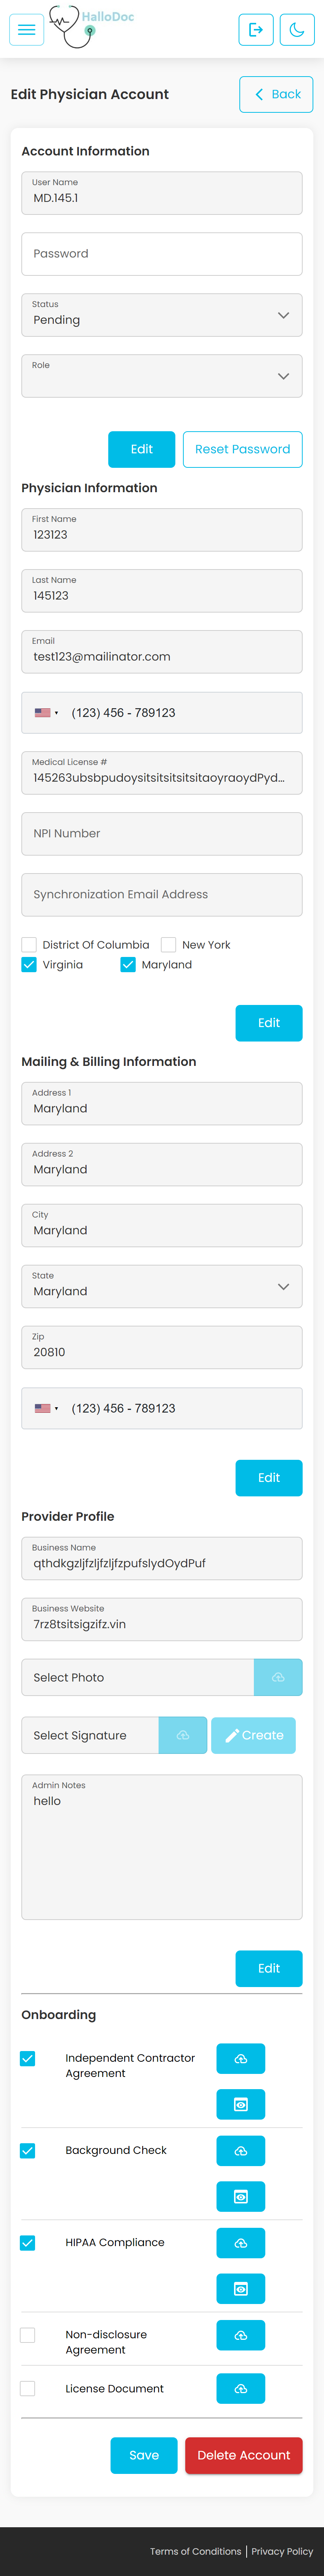 HalloDoc
Edit Physician Account
Back
Account Information
User Name
MD.145.1
Password
Status
Pending
Role
Edit
Reset Password
Physician Information
First Name
123123
Last Name
145123
Email
test123@mailinator.com
(123) 456 - 789123
Medical License #
145263ubsbpudoysitsitsitsitsitaoyraoydPyd...
NPI Number
Synchronization Email Address
District Of Columbia New York
Virginia Maryland
Edit
Mailing & Billing Information
Address 1
Maryland
Address 2
Maryland
City
Maryland
State
Maryland
Zip
20810
(123) 456 - 789123
Edit
Provider Profile
Business Name
qthdkgzljfzljfzljfzpufslydOydPuf
Business Website
7rz8tsitsigzifz.vin
Select Photo
Select Signature
Create
Admin Notes
hello
Edit
Onboarding
Independent Contractor
Agreement
Background Check
HIPAA Compliance
Non-disclosure
Agreement
License Document
Save
Delete Account
Terms of Conditions | Privacy Policy